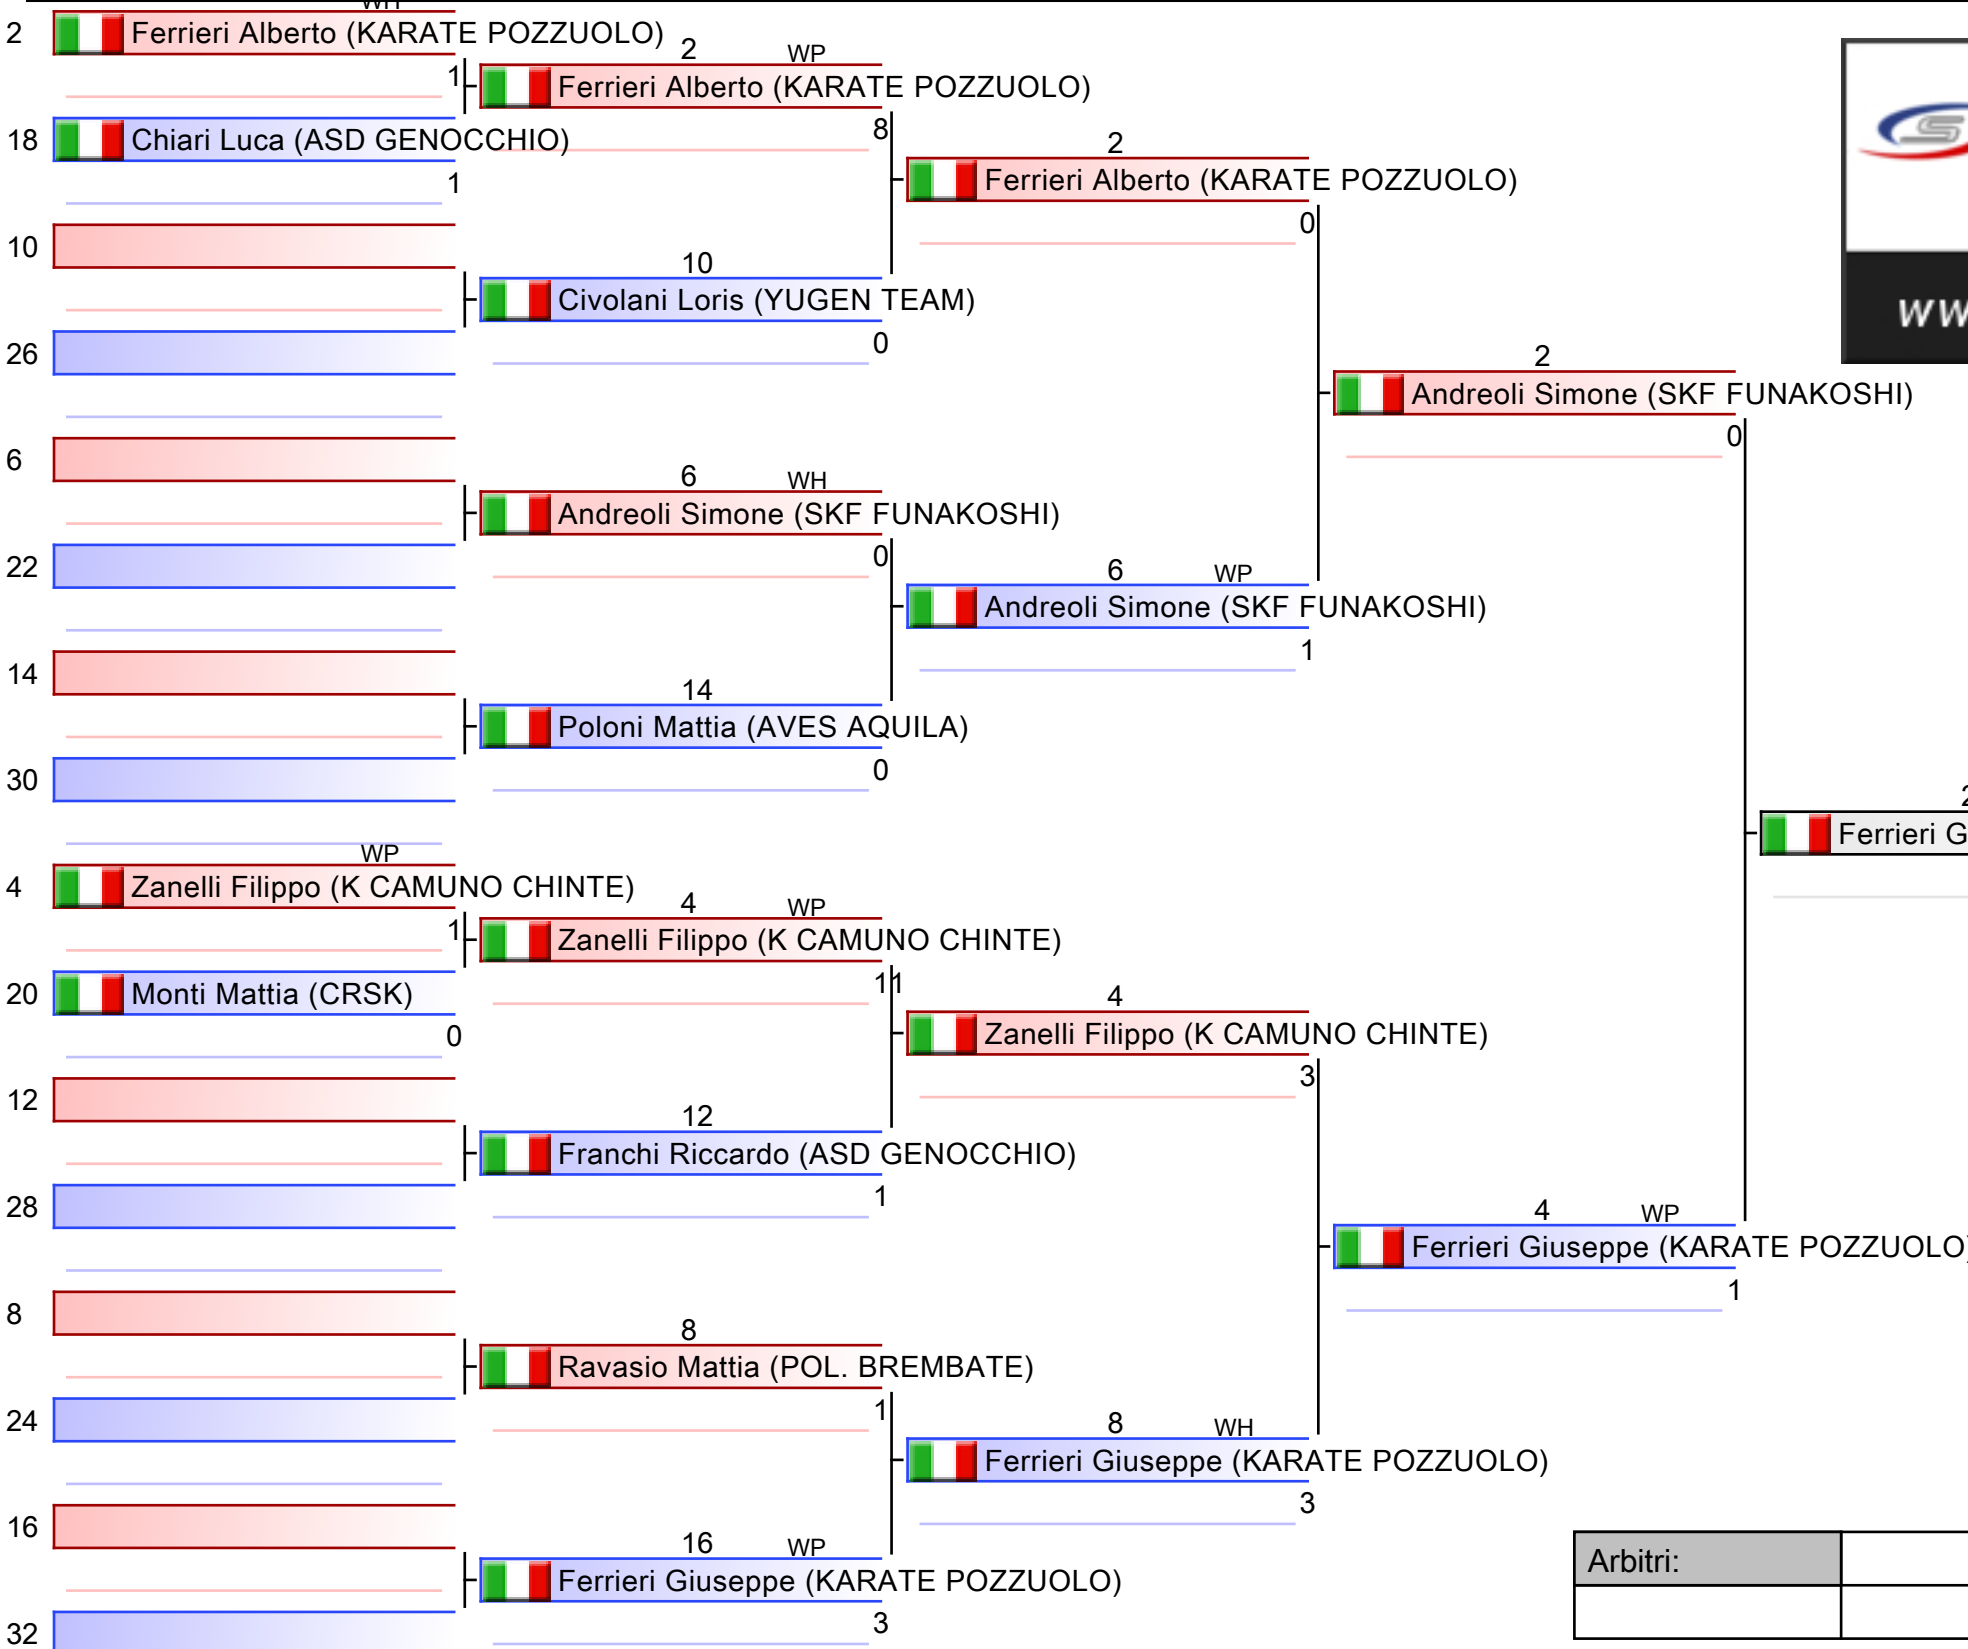 WH
2 Ferrieri Alberto (KARATE POZZUOLO)
1
2 WP
Ferrieri Alberto (KARATE POZZUOLO)
8
18 Chiari Luca (ASD GENOCCHIO)
1
2
Ferrieri Alberto (KARATE POZZUOLO)
0
10
10
Civolani Loris (YUGEN TEAM)
0
26
2
Andreoli Simone (SKF FUNAKOSHI)
0
6
6 WH
Andreoli Simone (SKF FUNAKOSHI)
0
22
6 WP
Andreoli Simone (SKF FUNAKOSHI)
1
14
14
Poloni Mattia (AVES AQUILA)
0
30
2
Ferrieri G
WP
4 Zanelli Filippo (K CAMUNO CHINTE)
1
4 WP
Zanelli Filippo (K CAMUNO CHINTE)
11
20 Monti Mattia (CRSK)
0
4
Zanelli Filippo (K CAMUNO CHINTE)
3
12
12
Franchi Riccardo (ASD GENOCCHIO)
1
28
4 WP
Ferrieri Giuseppe (KARATE POZZUOLO)
1
8
8
Ravasio Mattia (POL. BREMBATE)
1
24
8 WH
Ferrieri Giuseppe (KARATE POZZUOLO)
3
16
16 WP
Ferrieri Giuseppe (KARATE POZZUOLO)
3
32
Arbitri:
S
ww